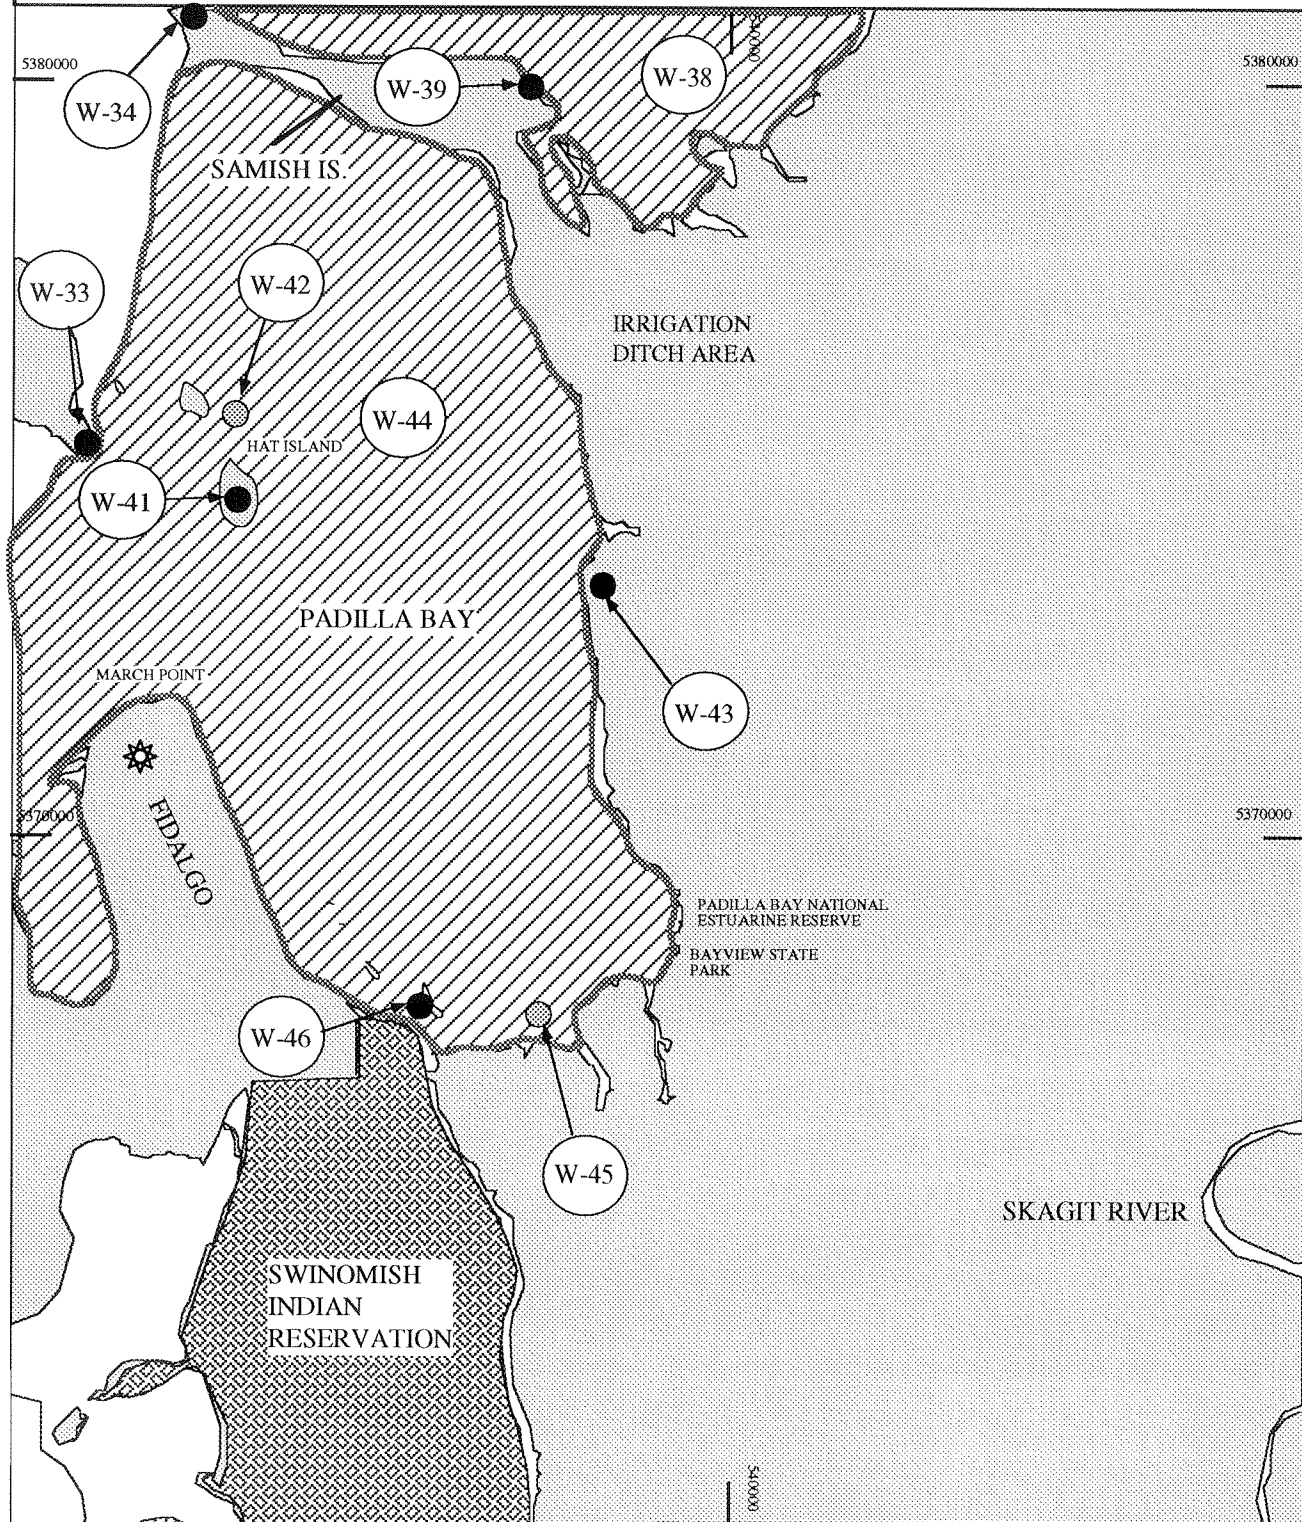 540000
5380000
5380000
W-34
W-39
W-38
SAMISH IS.
W-33
W-42
IRRIGATION
DITCH AREA
W-44
HAT ISLAND
W-41
PADILLA BAY
MARCH POINT
W-43
FIDALGO
5370000
5370000
PADILLA BAY NATIONAL
ESTUARINE RESERVE
BAYVIEW STATE
PARK
W-46
W-45
SKAGIT RIVER
SWINOMISH
INDIAN
RESERVATION
540000